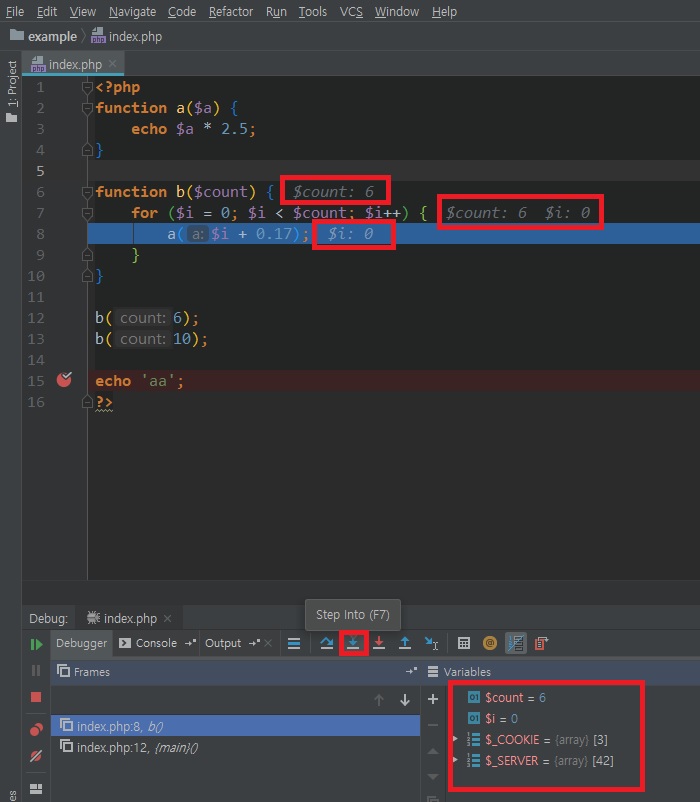 File Edit View Navigate Code Refactor Run Tools VCS Window Help
example index.php
index.php
1: Project
1 <?php
2 function a($a) {
3 echo $a * 2.5;
4 }
5
6 function b($count) { $count: 6
7 for ($i = 0; $i < $count; $i++) { $count: 6 $i: 0
8 a( a: $i + 0.17); $i: 0
9 }
10 }
11
12 b( count: 6);
13 b( count: 10);
14
15 echo 'aa';
16 ?>
Step Into (F7)
Debug: index.php
Debugger Console Output
Frames Variables
$count = 6
$i = 0
index.php:8, b()
$_COOKIE = {array} [3]
index.php:12, {main}()
$_SERVER = {array} [42]